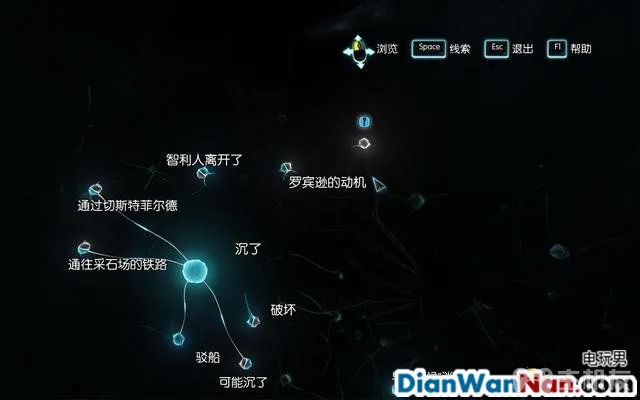 浏览
Space 线索
Esc 退出
F1 帮助
智利人离开了
罗宾逊的动机
通过切斯特菲尔德
沉了
通往采石场的铁路
破坏
驳船
可能沉了
电玩男
DianWanNan.com